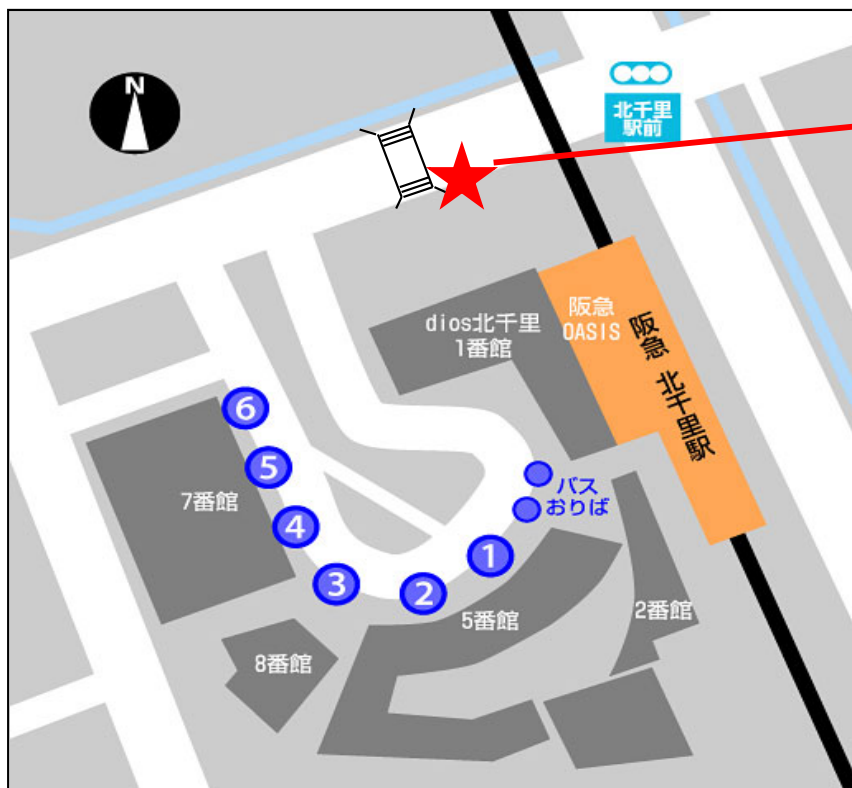 N
北千里
駅前
阪急
OASIS
dios北千里
1番館
阪急 北千里駅
6
5
7番館
4
バス
おりば
1
3
2
5番館
2番館
8番館